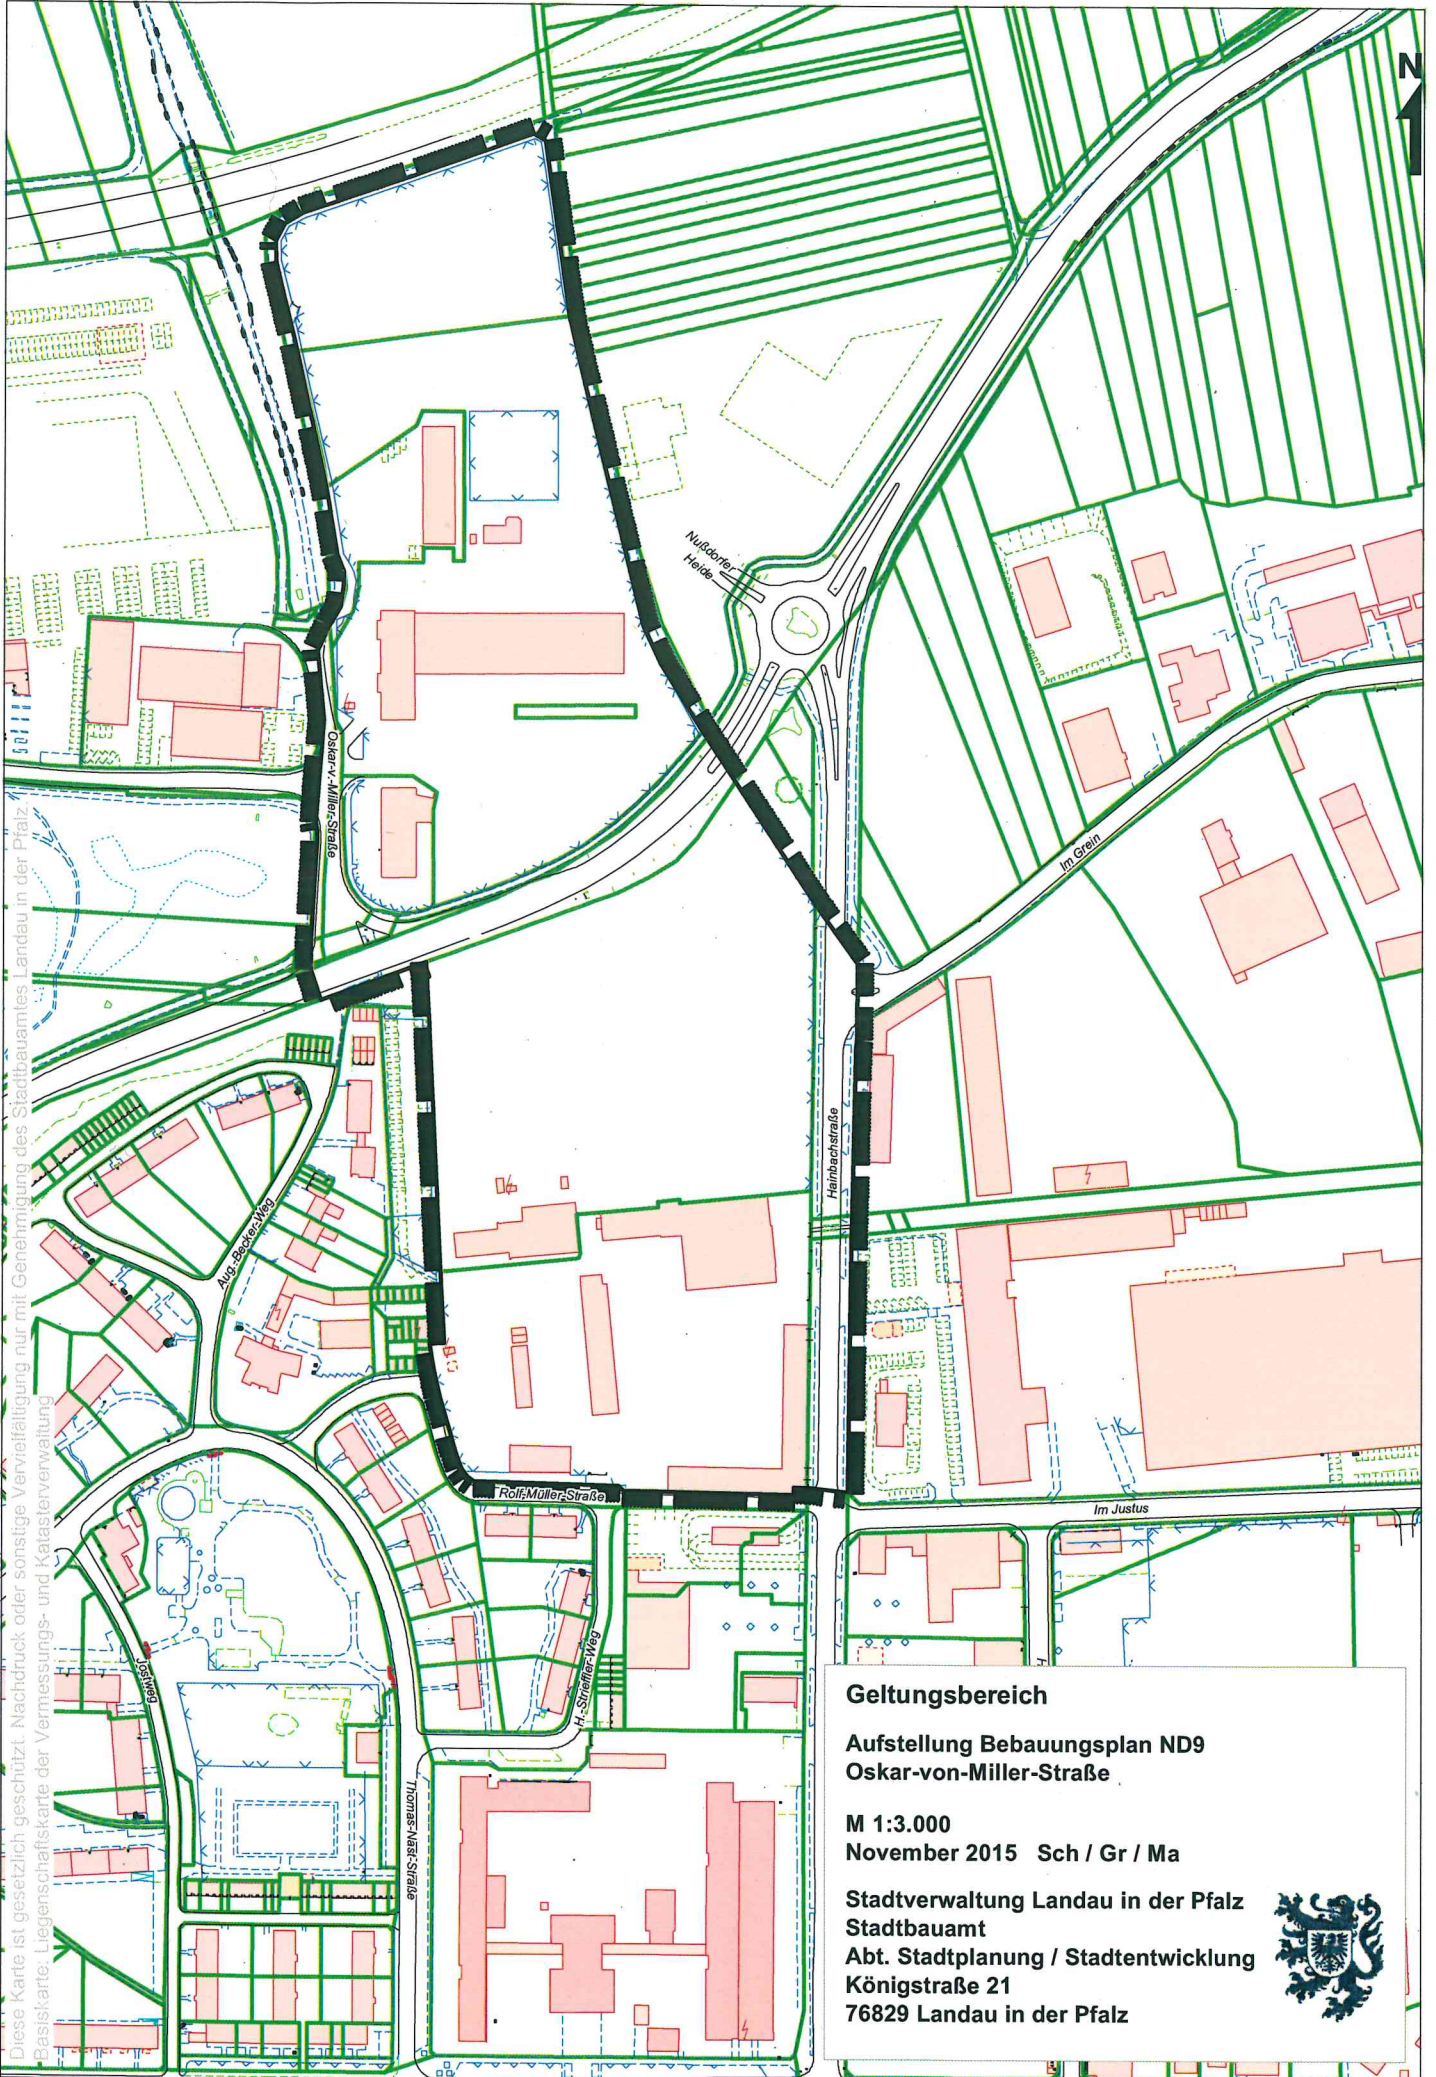 N
Nußdorfer
Heide
Oskar-v.-Miller-Straße
Im Grein
Hainbachstraße
Aug.-Becker-Weg
Rolf-Müller-Straße
Im Justus
Jostweg
H.-Strieffler-Weg
Thomas-Nast-Straße
H
Diese Karte ist gesetzlich geschützt. Nachdruck oder sonstige Vervielfältigung nur mit Genehmigung des Stadtbauamtes Landau in der Pfalz.
Basiskarte: Liegenschaftskarte der Vermessungs- und Katasterverwaltung
Geltungsbereich
Aufstellung Bebauungsplan ND9
Oskar-von-Miller-Straße
M 1:3.000
November 2015 Sch / Gr / Ma
Stadtverwaltung Landau in der Pfalz
Stadtbauamt
Abt. Stadtplanung / Stadtentwicklung
Königstraße 21
76829 Landau in der Pfalz